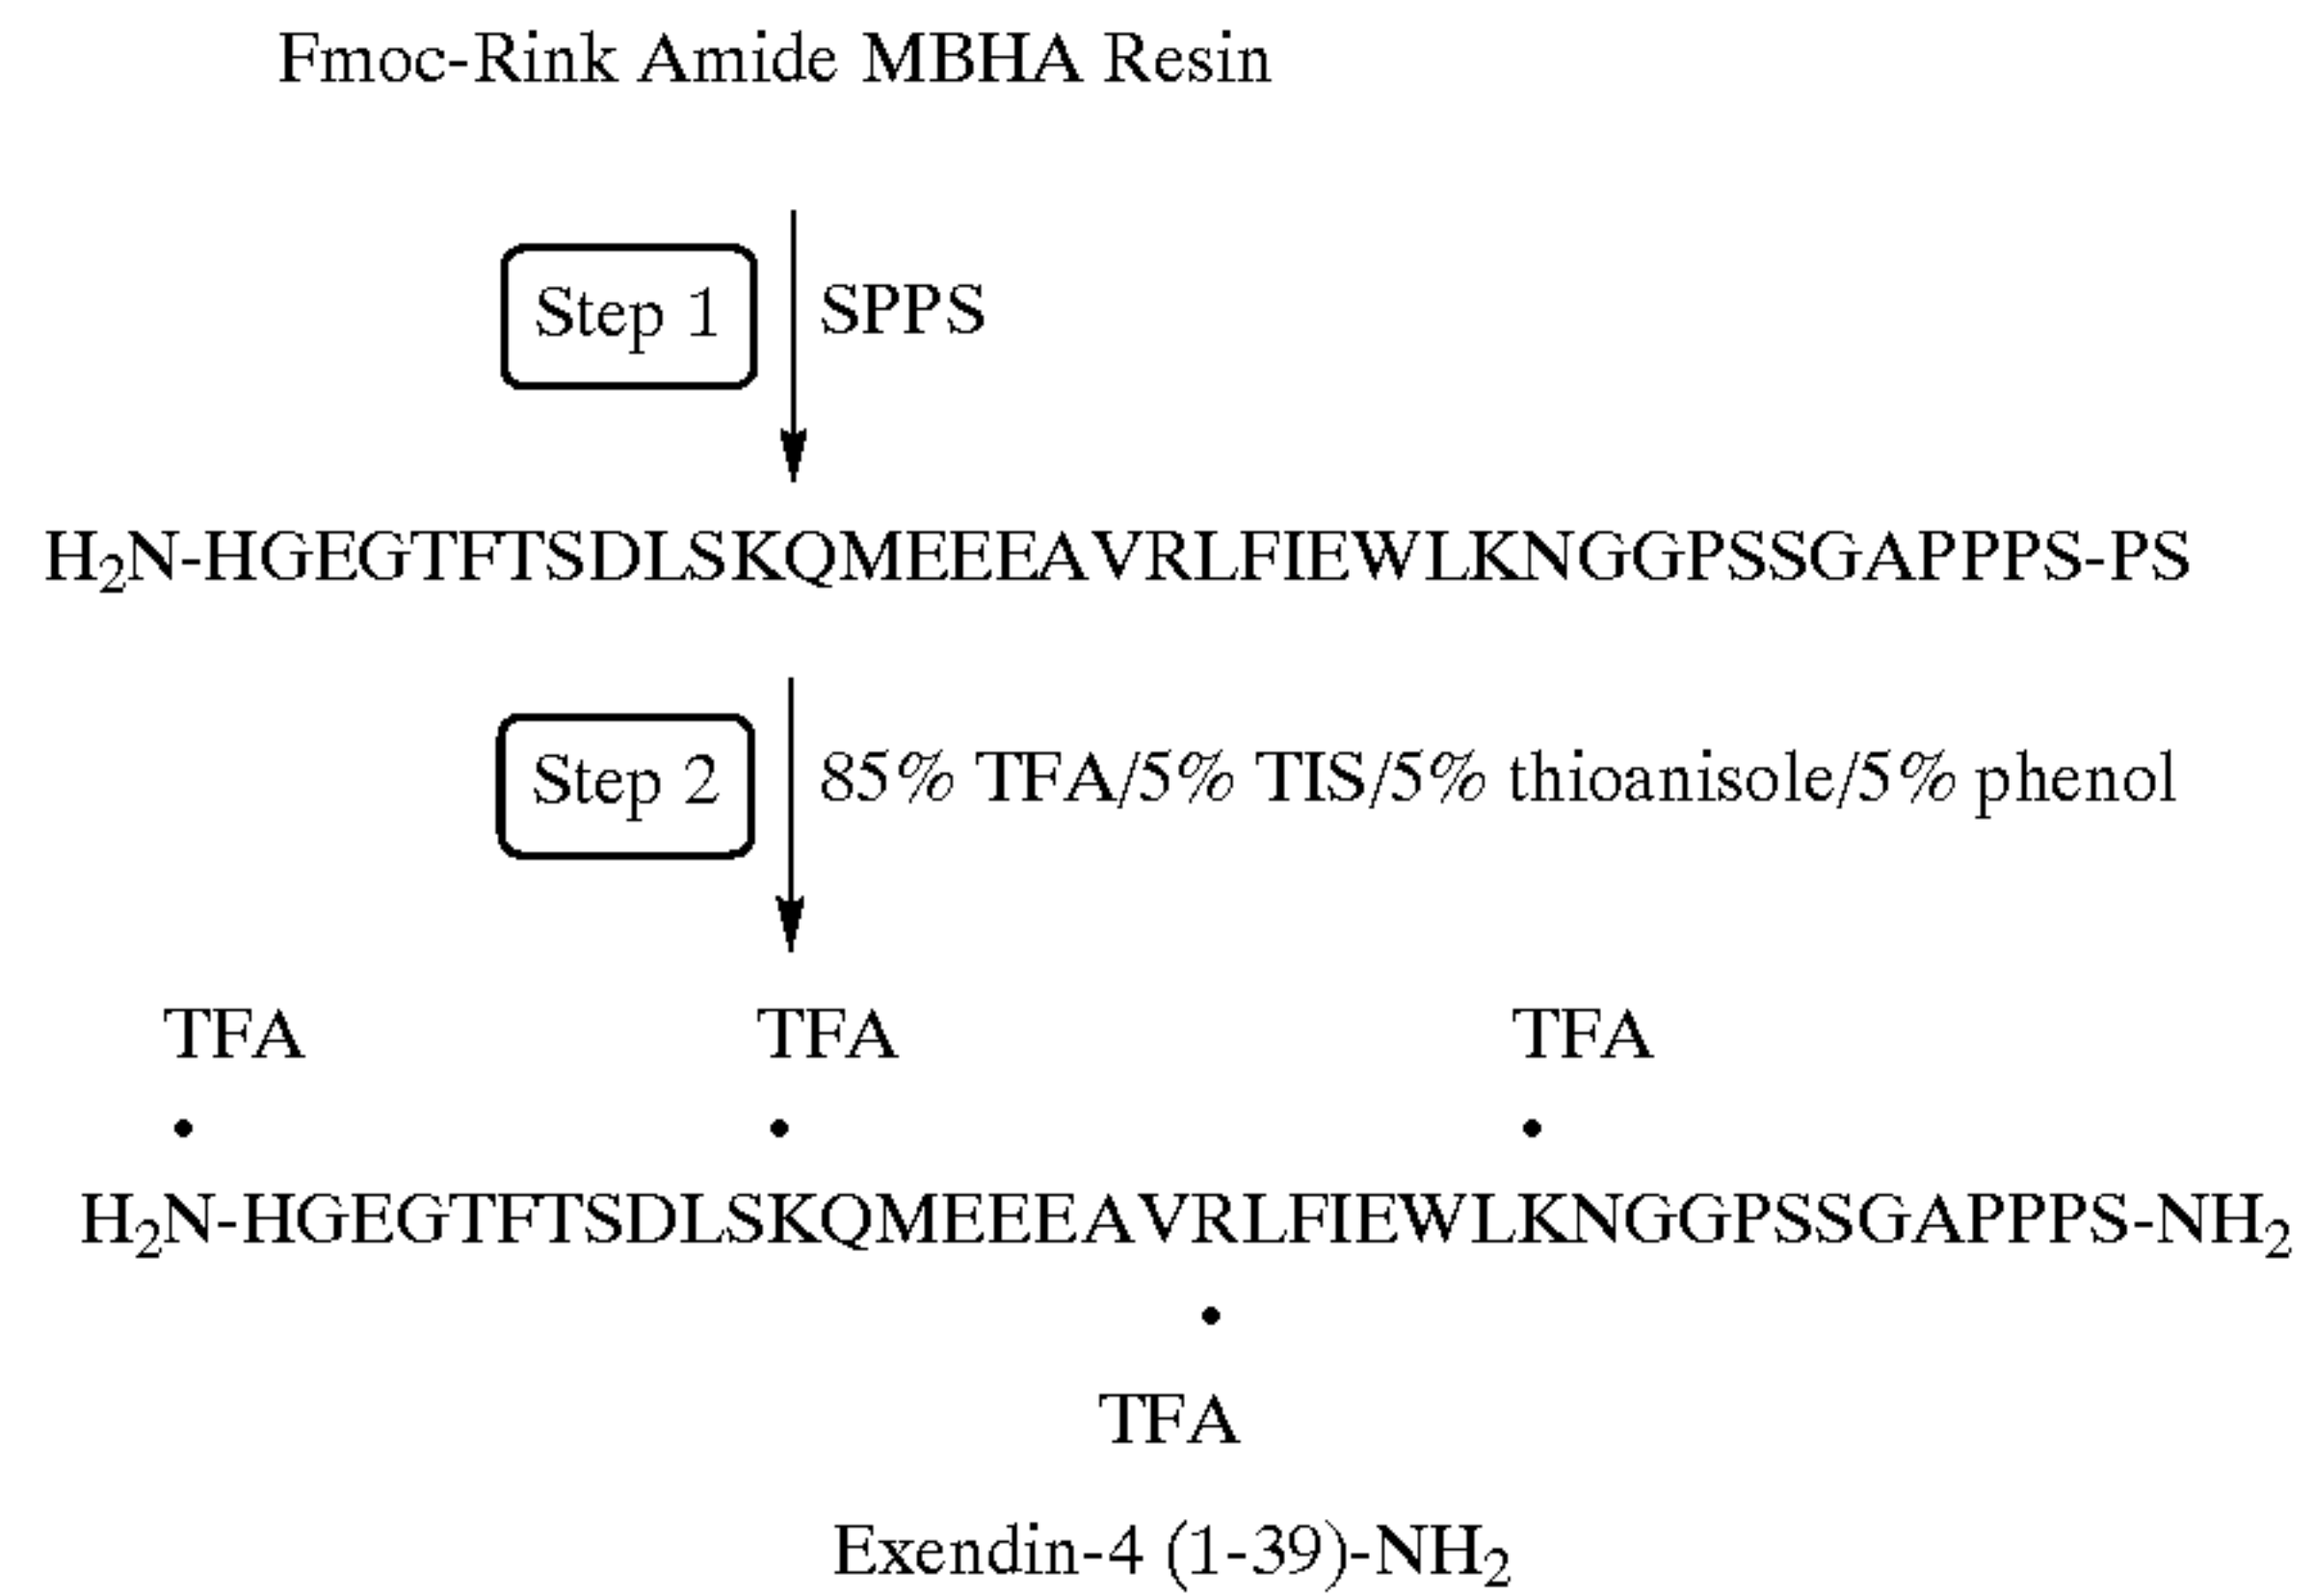 Fmoc-Rink Amide MBHA Resin
Step 1
SPPS
H₂N-HGEGTFTSDLSKQMEEEAVRLFIEWLKNGGPSSGAPPPS-PS
Step 2
85% TFA/5% TIS/5% thioanisole/5% phenol
TFA TFA TFA
• • •
H₂N-HGEGTFTSDLSKQMEEEAVRLFIEWLKNGGPSSGAPPPS-NH₂
•
TFA
Exendin-4 (1-39)-NH₂